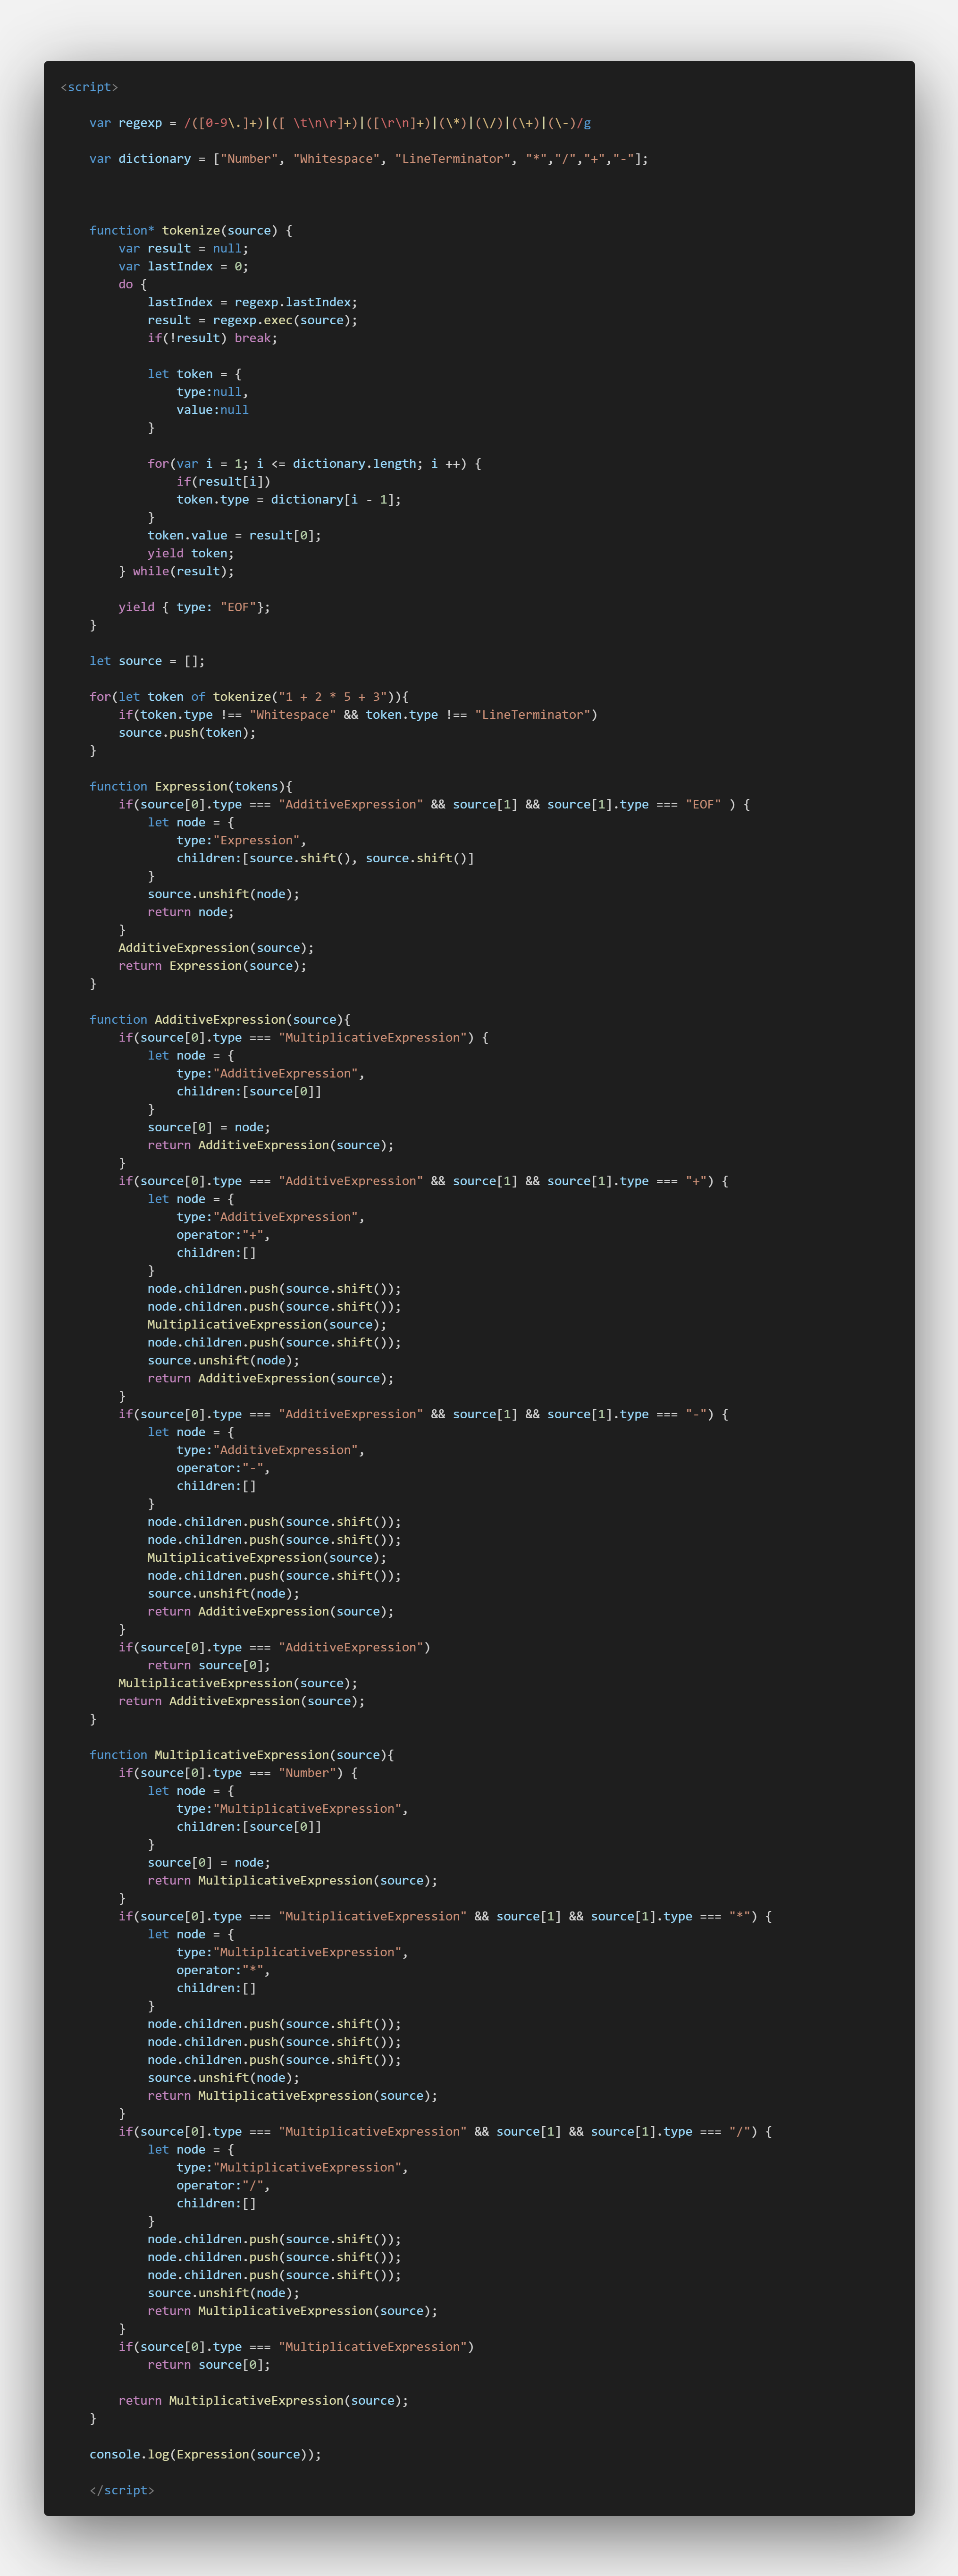 <script>
    var regexp = /([0-9\.]+)|([ \t\n\r]+)|([\r\n]+)|(\*)|(\/)|(\+)|(\-)/g
    var dictionary = ["Number", "Whitespace", "LineTerminator", "*","/","+","-"];
    function* tokenize(source) {
        var result = null;
        var lastIndex = 0;
        do {
            lastIndex = regexp.lastIndex;
            result = regexp.exec(source);
            if(!result) break;
            let token = {
                type:null,
                value:null
            }
            for(var i = 1; i <= dictionary.length; i ++) {
                if(result[i])
                token.type = dictionary[i - 1];
            }
            token.value = result[0];
            yield token;
        } while(result);
        yield { type: "EOF"};
    }
    let source = [];
    for(let token of tokenize("1 + 2 * 5 + 3")){
        if(token.type !== "Whitespace" && token.type !== "LineTerminator")
        source.push(token);
    }
    function Expression(tokens){
        if(source[0].type === "AdditiveExpression" && source[1] && source[1].type === "EOF" ) {
            let node = {
                type:"Expression",
                children:[source.shift(), source.shift()]
            }
            source.unshift(node);
            return node;
        }
        AdditiveExpression(source);
        return Expression(source);
    }
    function AdditiveExpression(source){
        if(source[0].type === "MultiplicativeExpression") {
            let node = {
                type:"AdditiveExpression",
                children:[source[0]]
            }
            source[0] = node;
            return AdditiveExpression(source);
        }
        if(source[0].type === "AdditiveExpression" && source[1] && source[1].type === "+") {
            let node = {
                type:"AdditiveExpression",
                operator:"+",
                children:[]
            }
            node.children.push(source.shift());
            node.children.push(source.shift());
            MultiplicativeExpression(source);
            node.children.push(source.shift());
            source.unshift(node);
            return AdditiveExpression(source);
        }
        if(source[0].type === "AdditiveExpression" && source[1] && source[1].type === "-") {
            let node = {
                type:"AdditiveExpression",
                operator:"-",
                children:[]
            }
            node.children.push(source.shift());
            node.children.push(source.shift());
            MultiplicativeExpression(source);
            node.children.push(source.shift());
            source.unshift(node);
            return AdditiveExpression(source);
        }
        if(source[0].type === "AdditiveExpression")
            return source[0];
        MultiplicativeExpression(source);
        return AdditiveExpression(source);
    }
    function MultiplicativeExpression(source){
        if(source[0].type === "Number") {
            let node = {
                type:"MultiplicativeExpression",
                children:[source[0]]
            }
            source[0] = node;
            return MultiplicativeExpression(source);
        }
        if(source[0].type === "MultiplicativeExpression" && source[1] && source[1].type === "*") {
            let node = {
                type:"MultiplicativeExpression",
                operator:"*",
                children:[]
            }
            node.children.push(source.shift());
            node.children.push(source.shift());
            node.children.push(source.shift());
            source.unshift(node);
            return MultiplicativeExpression(source);
        }
        if(source[0].type === "MultiplicativeExpression" && source[1] && source[1].type === "/") {
            let node = {
                type:"MultiplicativeExpression",
                operator:"/",
                children:[]
            }
            node.children.push(source.shift());
            node.children.push(source.shift());
            node.children.push(source.shift());
            source.unshift(node);
            return MultiplicativeExpression(source);
        }
        if(source[0].type === "MultiplicativeExpression")
            return source[0];
        return MultiplicativeExpression(source);
    }
    console.log(Expression(source));
    </script>